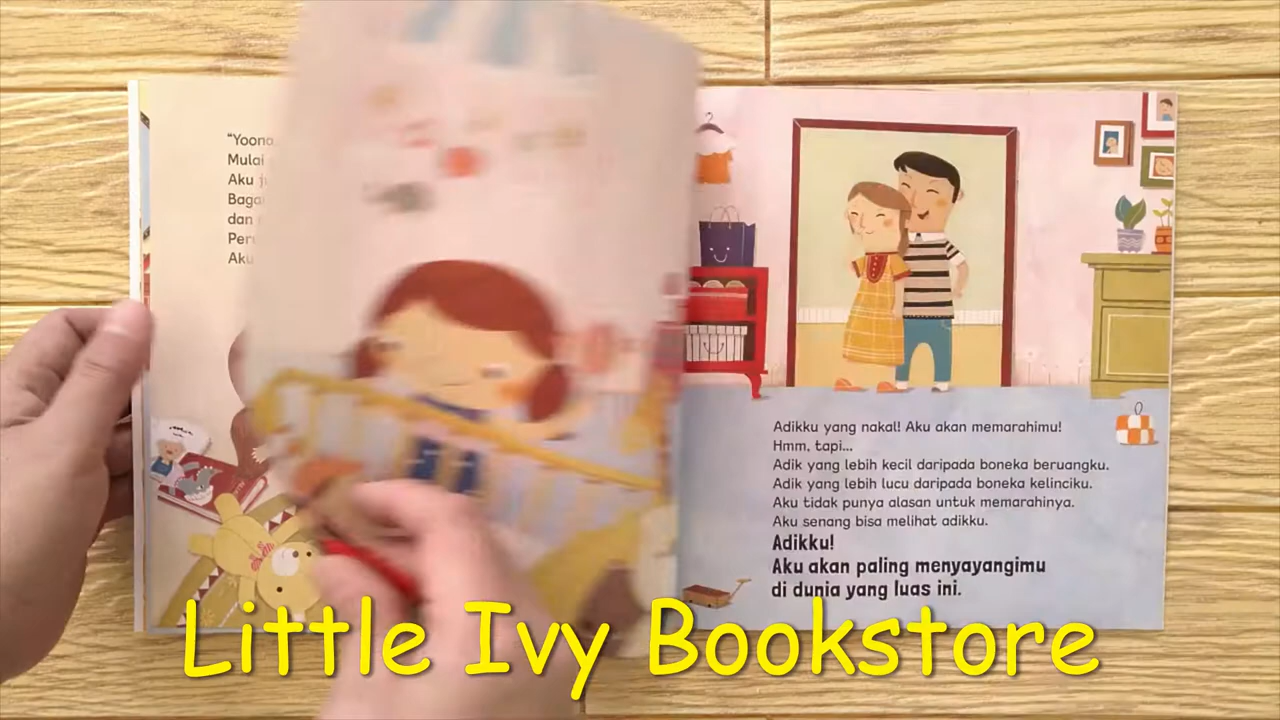 “Yoona
Mulai
Aku
dan
Aku
Adikku yang nakal! Aku akan memarahimu!
Hmm, tapi...
Adik yang lebih kecil daripada boneka beruangku.
Adik yang lebih lucu daripada boneka kelinciku.
Aku tidak punya alasan untuk memarahinya.
Aku senang bisa melihat adikku.
Adikku!
Aku akan paling menyayangimu
di dunia yang luas ini.
Little Ivy Bookstore